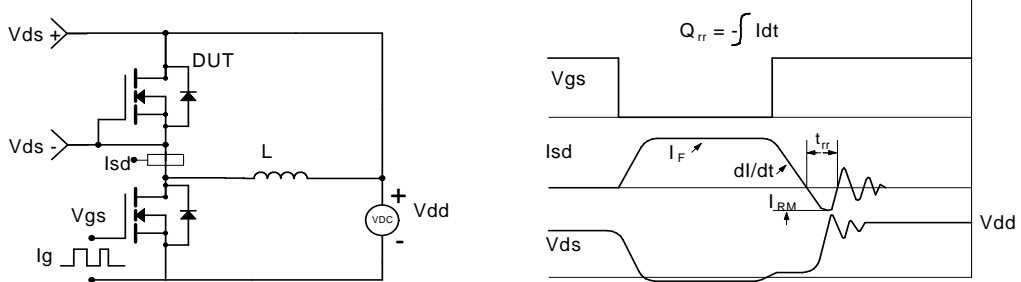 Vds +
DUT
Vds -
Isd
L
Vgs
Ig
+
VDC
-
Vdd
Q rr = -∫ Idt
Vgs
Isd
I F
dI/dt
t rr
I RM
Vds
Vdd